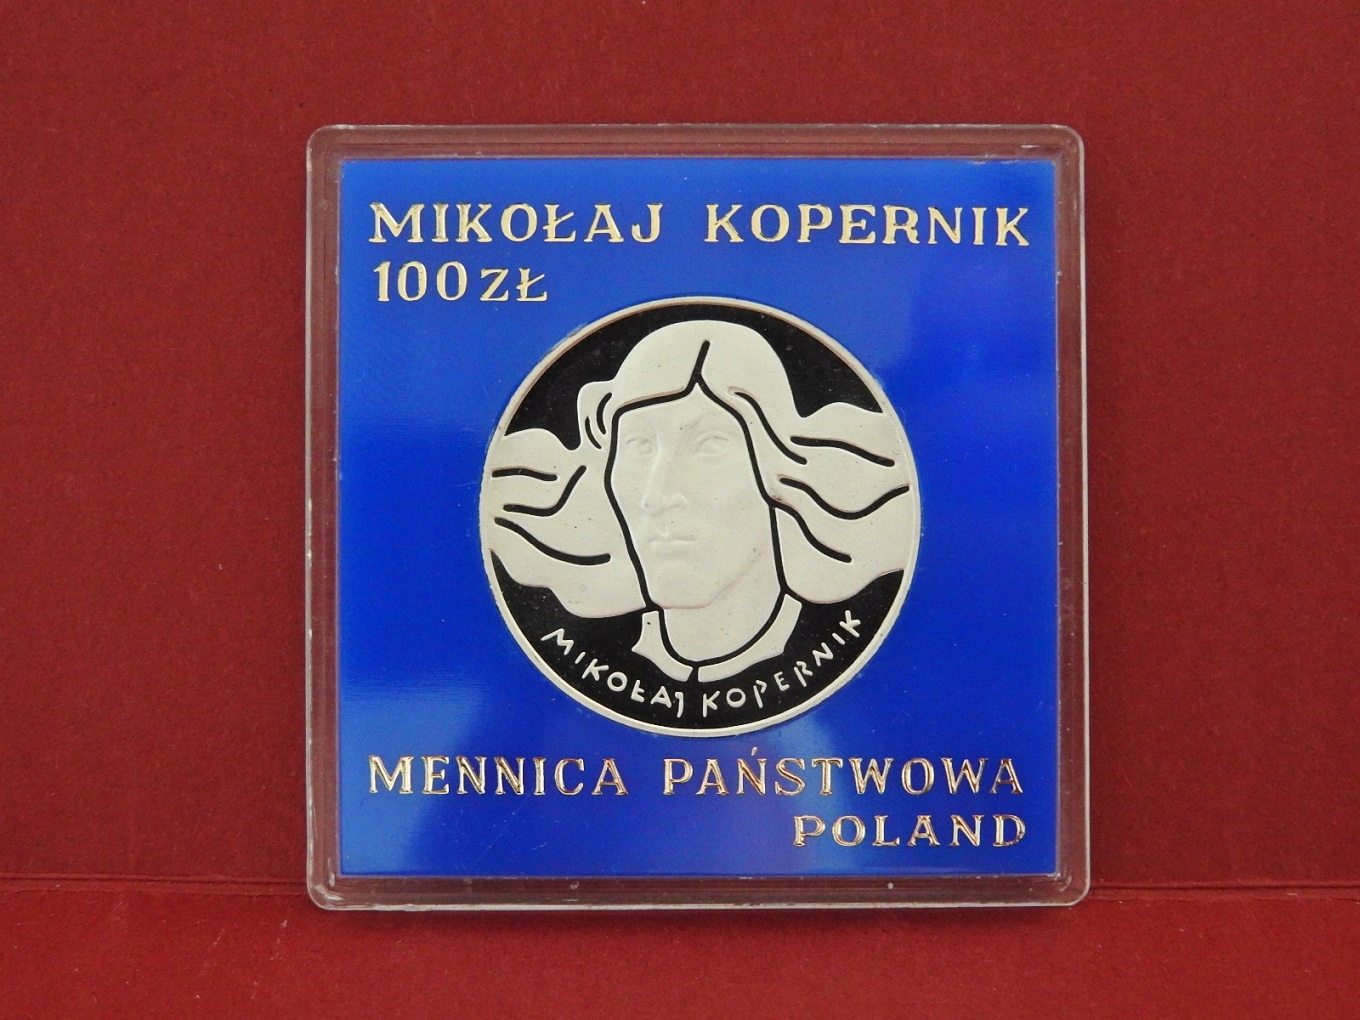 MIKOŁAJ KOPERNIK
100 ZŁ
MIKOŁAJ KOPERNIK
MENNICA PAŃSTWOWA
POLAND